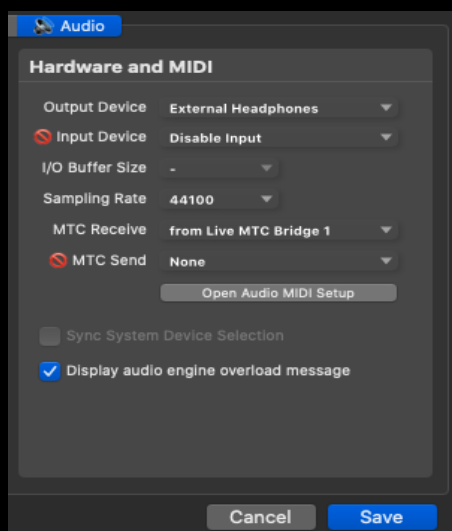 Audio
Hardware and MIDI
Output Device External Headphones
Input Device Disable Input
I/O Buffer Size -
Sampling Rate 44100
MTC Receive from Live MTC Bridge 1
MTC Send None
Open Audio MIDI Setup
Sync System Device Selection
Display audio engine overload message
Cancel Save